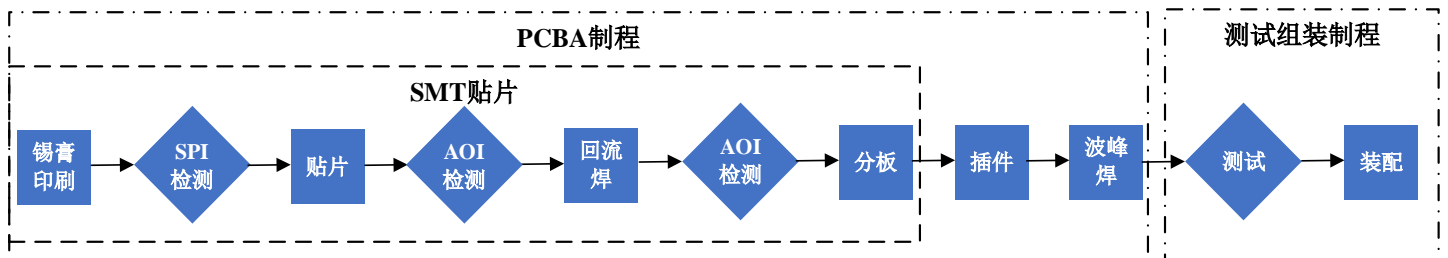 PCBA制程
测试组装制程
SMT贴片
锡膏
印刷
SPI
检测
贴片
AOI
检测
回流
焊
AOI
检测
分板
插件
波峰
焊
测试
装配